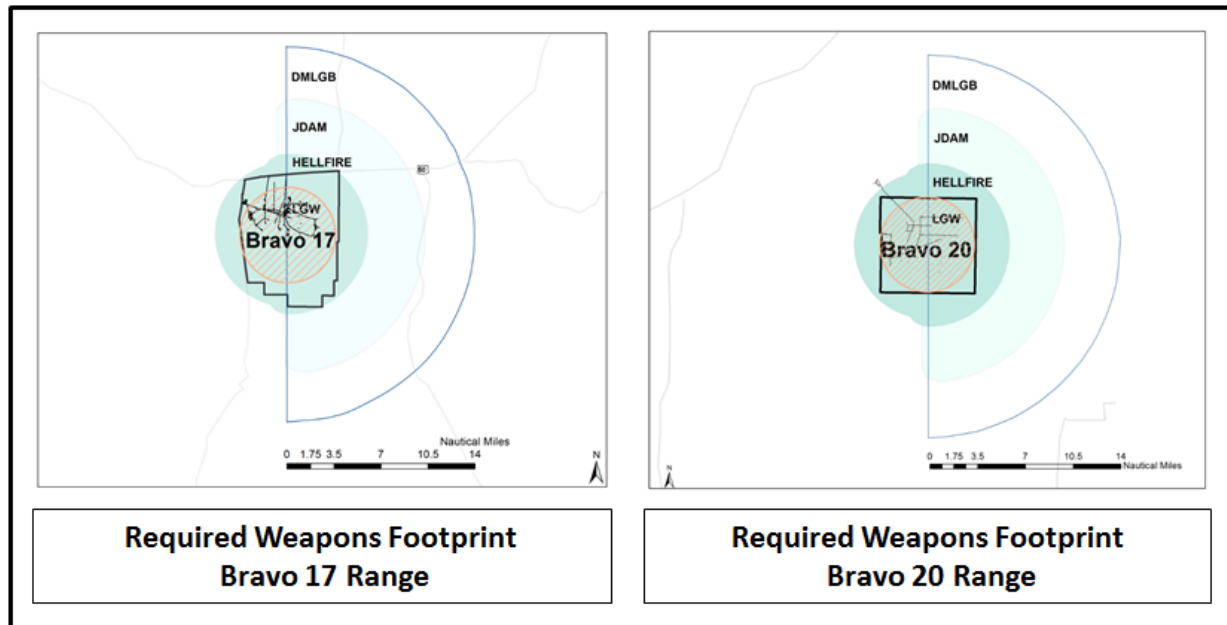 DMLGB
JDAM
HELLFIRE
LGW
Bravo 17
Nautical Miles
0 1.75 3.5 7 10.5 14
N
Required Weapons Footprint
Bravo 17 Range
DMLGB
JDAM
HELLFIRE
LGW
Bravo 20
N
0 1.75 3.5 7 10.5 14
Nautical Miles
Required Weapons Footprint
Bravo 20 Range